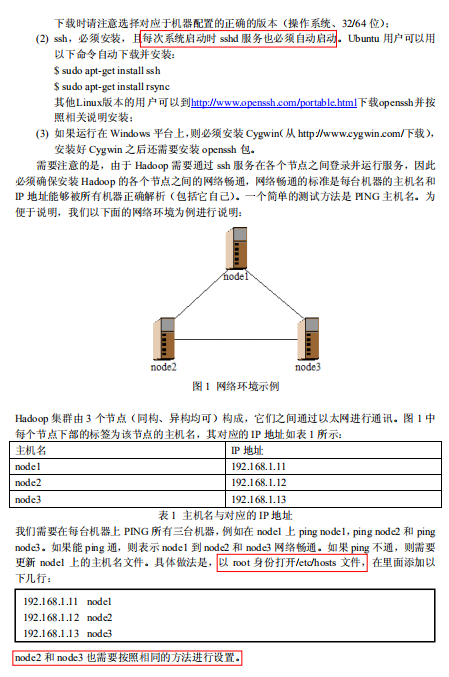 下载时请注意选择对应于机器配置的正确的版本（操作系统、32/64 位）；
(2) ssh，必须安装，且每次系统启动时 sshd 服务也必须自动启动。Ubuntu 用户可以用
以下命令自动下载并安装：
$ sudo apt-get install ssh
$ sudo apt-get install rsync
其他Linux版本的用户可以到http://www.openssh.com/portable.html下载openssh并按
照相关说明安装；
(3) 如果运行在 Windows 平台上，则必须安装 Cygwin（从 http://www.cygwin.com/下载），
安装好 Cygwin 之后还需要安装 openssh 包。
需要注意的是，由于 Hadoop 需要通过 ssh 服务在各个节点之间登录并运行服务，因此
必须确保安装 Hadoop 的各个节点之间的网络畅通，网络畅通的标准是每台机器的主机名和
IP 地址能够被所有机器正确解析（包括它自己）。一个简单的测试方法是 PING 主机名。为
便于说明，我们以下面的网络环境为例进行说明：
node1
node2 node3
图 1 网络环境示例
Hadoop 集群由 3 个节点（同构、异构均可）构成，它们之间通过以太网进行通讯。图 1 中
每个节点下部的标签为该节点的主机名，其对应的 IP 地址如表 1 所示：
主机名 IP 地址
node1 192.168.1.11
node2 192.168.1.12
node3 192.168.1.13
表 1 主机名与对应的 IP 地址
我们需要在每台机器上 PING 所有三台机器，例如在 node1 上 ping node1，ping node2 和 ping
node3。如果能 ping 通，则表示 node1 到 node2 和 node3 网络畅通。如果 ping 不通，则需要
更新 node1 上的主机名文件。具体做法是，以 root 身份打开/etc/hosts 文件，在里面添加以
下几行：
192.168.1.11 node1
192.168.1.12 node2
192.168.1.13 node3
node2 和 node3 也需要按照相同的方法进行设置。